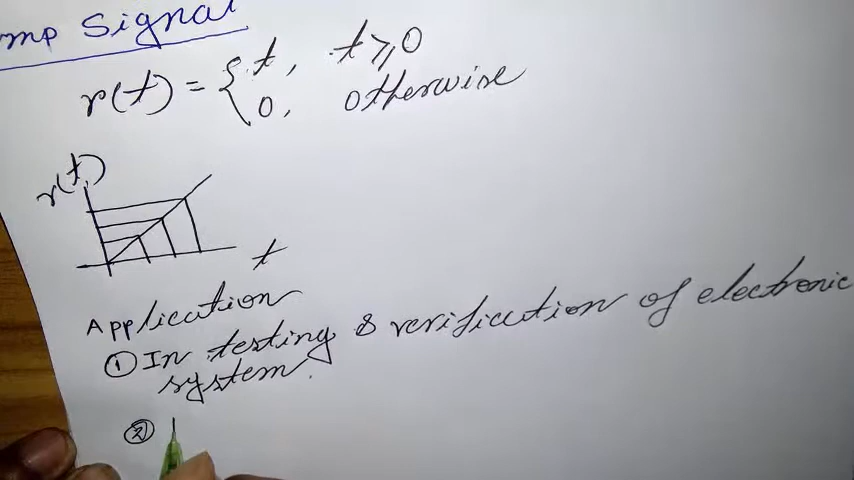 mp Signal
r(t) = { t, t ≥ 0
0, otherwise
r(t)
t
Application
① In testing & verification of electronic
system.
②